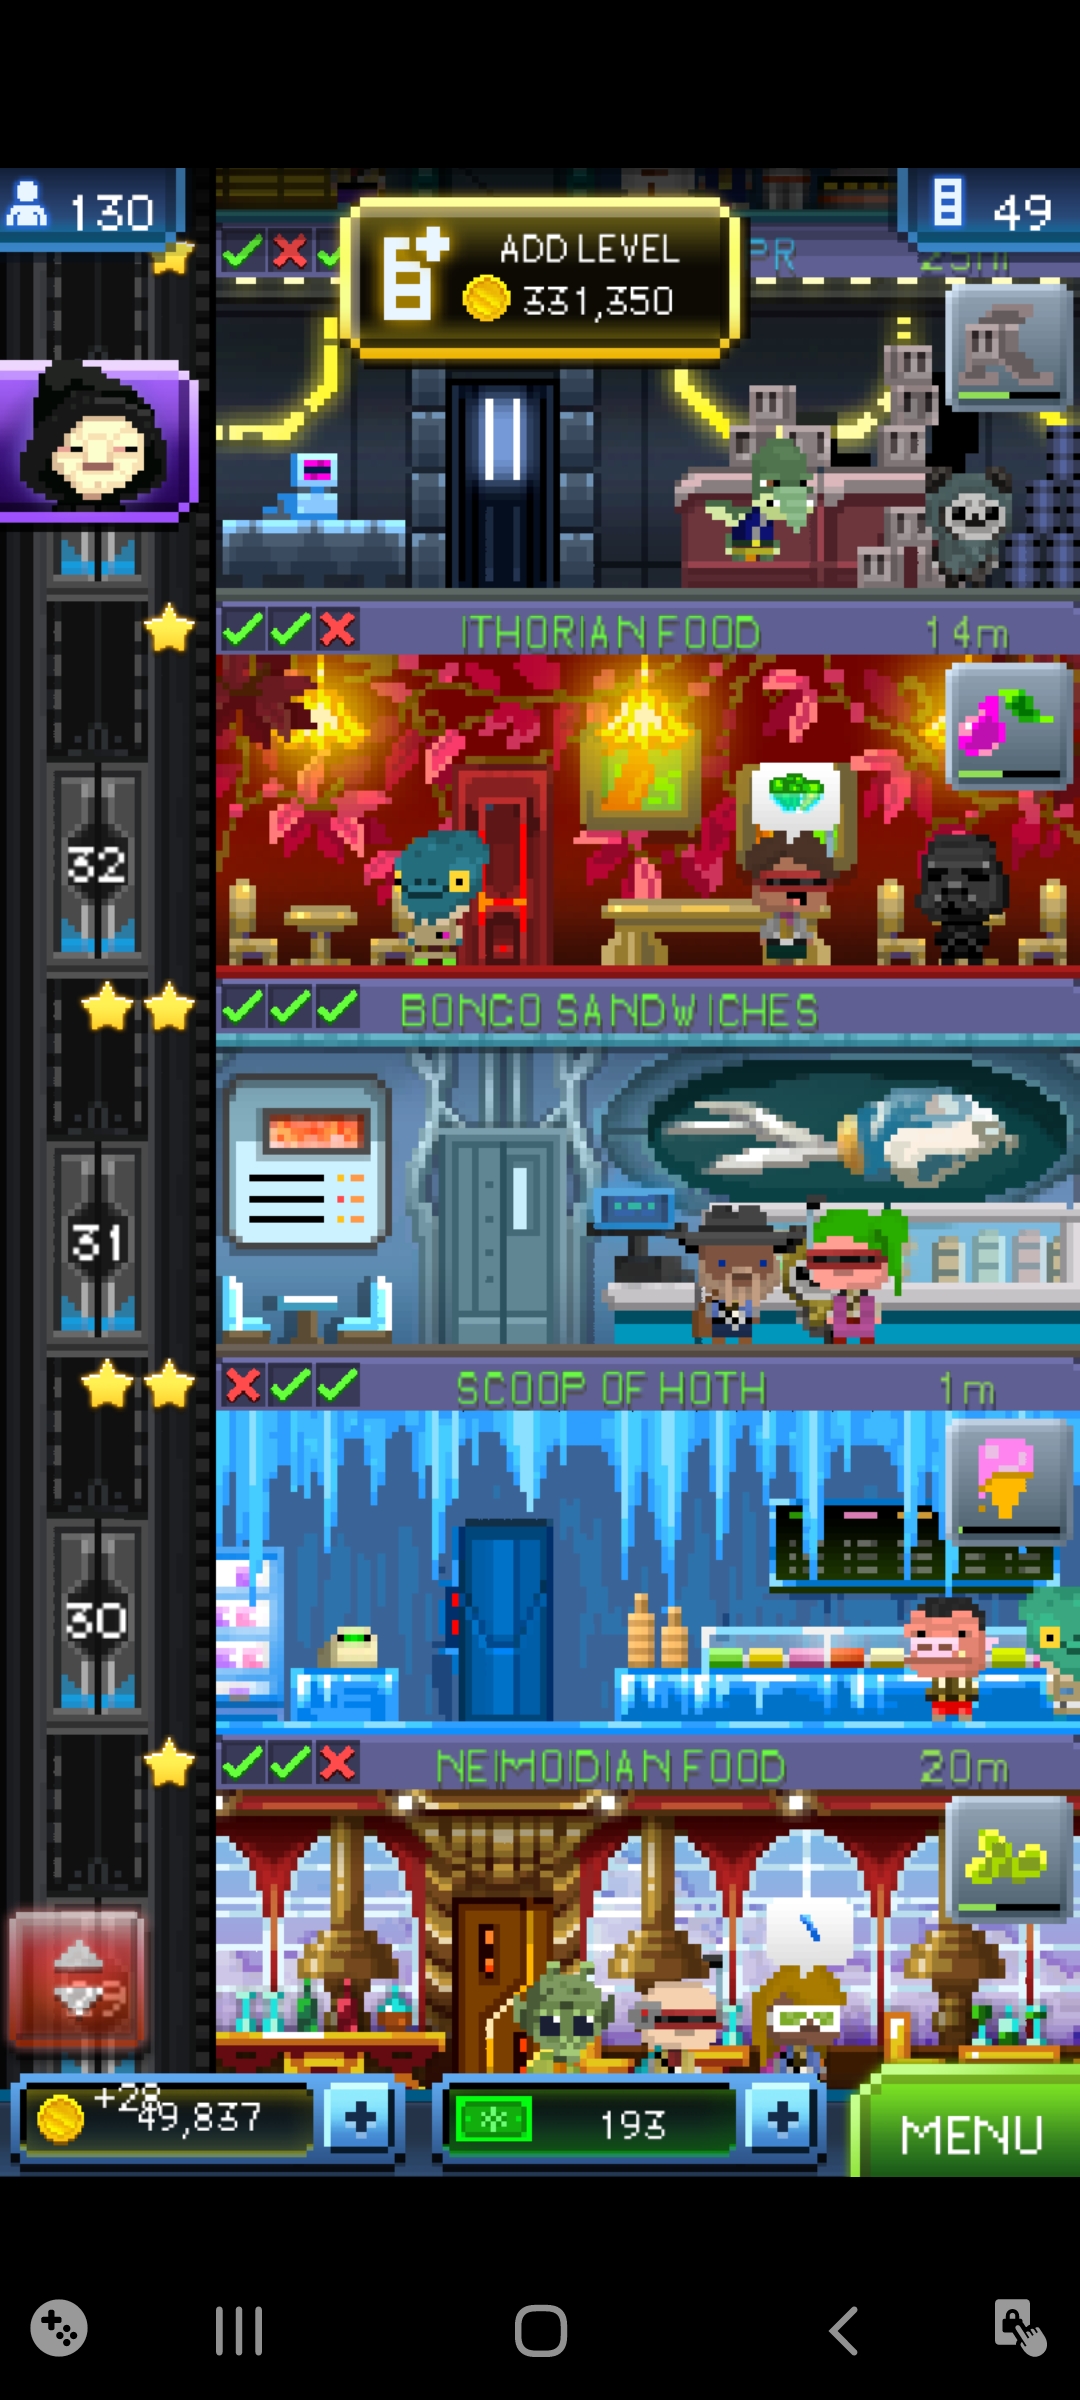 130
ADD LEVEL
331,350
49
PR 25m
ITHORIAN FOOD 14m
32
BONGO SANDWICHES
31
SCOOP OF HOTH 1m
30
NEIMOIDIAN FOOD 20m
+28
49,837
193
MENU